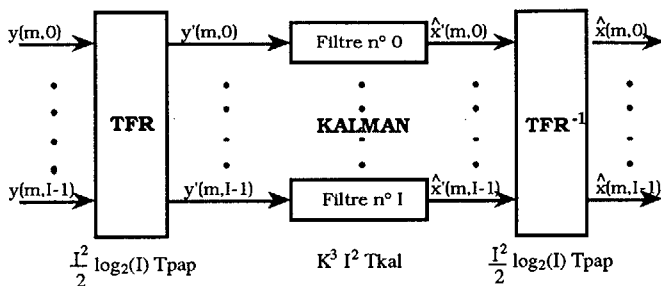 y(m,0) y'(m,0) Filtre n° 0 x̂'(m,0) x̂(m,0)
TFR KALMAN TFR⁻¹
y(m,I-1) y'(m,I-1) Filtre n° I x̂'(m,I-1) x̂(m,I-1)
I²/2 log₂(I) Tpap K³ I² Tkal I²/2 log₂(I) Tpap